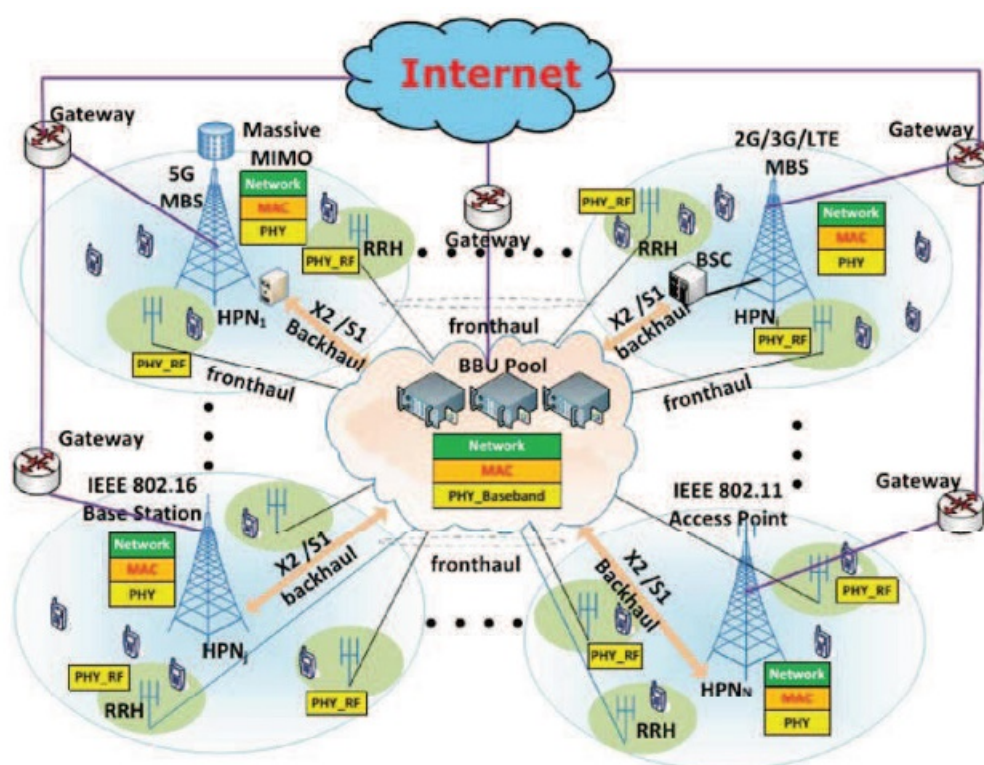 Internet
Gateway
Massive
MIMO
5G
MBS
Network
MAC
PHY
PHY_RF
RRH
PHY_RF
HPN1
X2 /S1
Backhaul
fronthaul
Gateway
fronthaul
2G/3G/LTE
MBS
Gateway
PHY_RF
RRH
BSC
Network
MAC
PHY
X2 /S1
backhaul
HPNi
PHY_RF
fronthaul
BBU Pool
Network
MAC
PHY_Baseband
Gateway
IEEE 802.16
Base Station
Network
MAC
PHY
X2 /S1
backhaul
HPNj
PHY_RF
RRH
PHY_RF
fronthaul
IEEE 802.11
Access Point
Gateway
X2 /S1
Backhaul
PHY_RF
PHY_RF
RRH
HPNN
Network
MAC
PHY